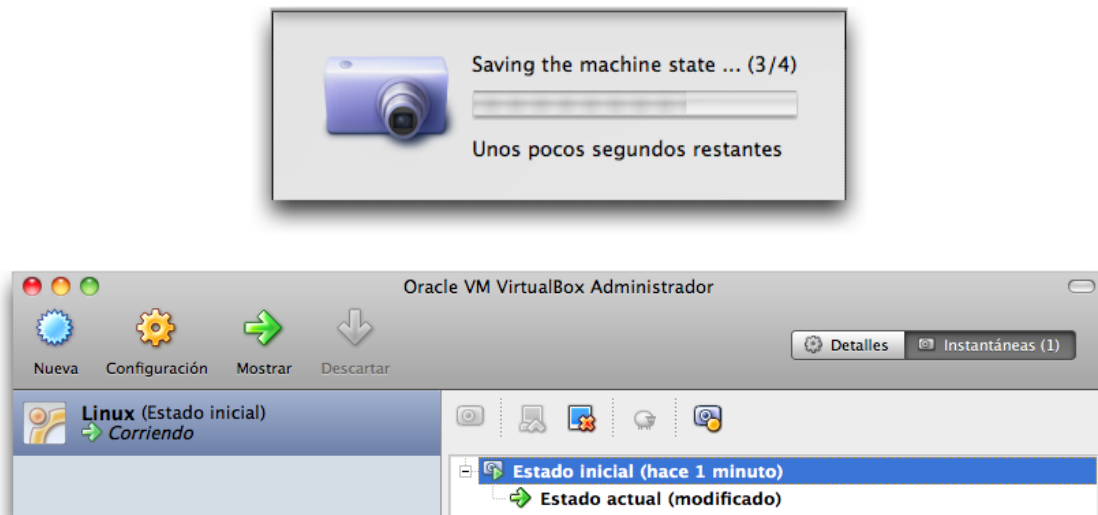 Saving the machine state ... (3/4)
Unos pocos segundos restantes
Oracle VM VirtualBox Administrador
Nueva Configuración Mostrar Descartar
Detalles Instantáneas (1)
Linux (Estado inicial)
Corriendo
Estado inicial (hace 1 minuto)
Estado actual (modificado)